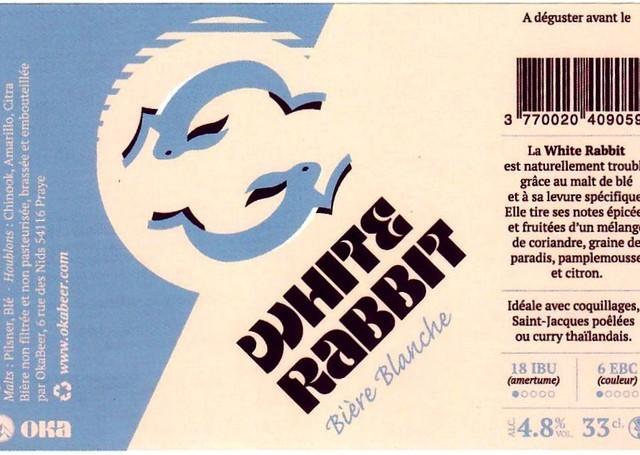 Malts : Pilsner, Blé · Houblons : Chinook, Amarillo, Citra
Bière non filtrée et non pasteurisée, brassée et embouteillée
par OkaBeer, 6 rue des Nids 54116 Praye
www.okabeer.com
OKA
WHITE
RABBIT
Bière Blanche
A déguster avant le
3 770020 409059
La White Rabbit
est naturellement troubl
grâce au malt de blé
et à sa levure spécifique
Elle tire ses notes épicée
et fruitées d'un mélange
de coriandre, graine de
paradis, pamplemousse
et citron.
Idéale avec coquillages,
Saint-Jacques poêlées
ou curry thaïlandais.
18 IBU
(amertume)
6 EBC
(couleur)
ALC. 4.8% VOL. 33 cl.